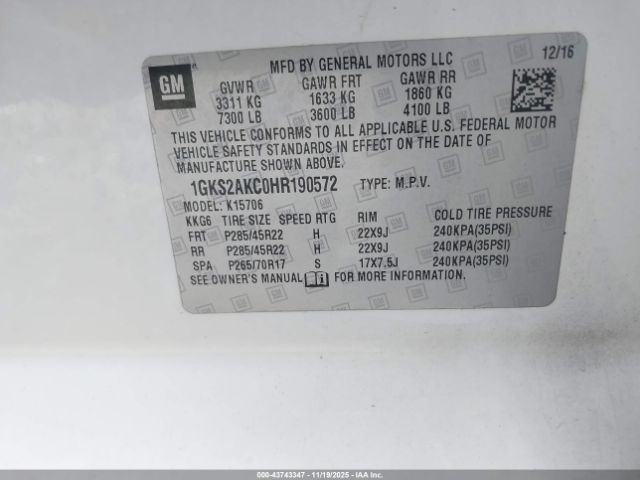 GM
MFD BY GENERAL MOTORS LLC
12/16
GVWR GAWR FRT GAWR RR
3311 KG 1633 KG 1860 KG
7300 LB 3600 LB 4100 LB
THIS VEHICLE CONFORMS TO ALL APPLICABLE U.S. FEDERAL MOTOR
VEHICLE SAFETY STANDARDS IN EFFECT ON THE DATE OF
MANUFACTURE SHOWN ABOVE.
1GKS2AKC0HR190572 TYPE: M.P.V.
MODEL: K15706
KKG6 TIRE SIZE SPEED RTG RIM COLD TIRE PRESSURE
FRT P285/45R22 H 22X9J 240KPA(35PSI)
RR P285/45R22 H 22X9J 240KPA(35PSI)
SPA P265/70R17 S 17X7.5J 240KPA(35PSI)
SEE OWNER'S MANUAL FOR MORE INFORMATION.
000-43743347 - 11/19/2025 - IAAI.COM